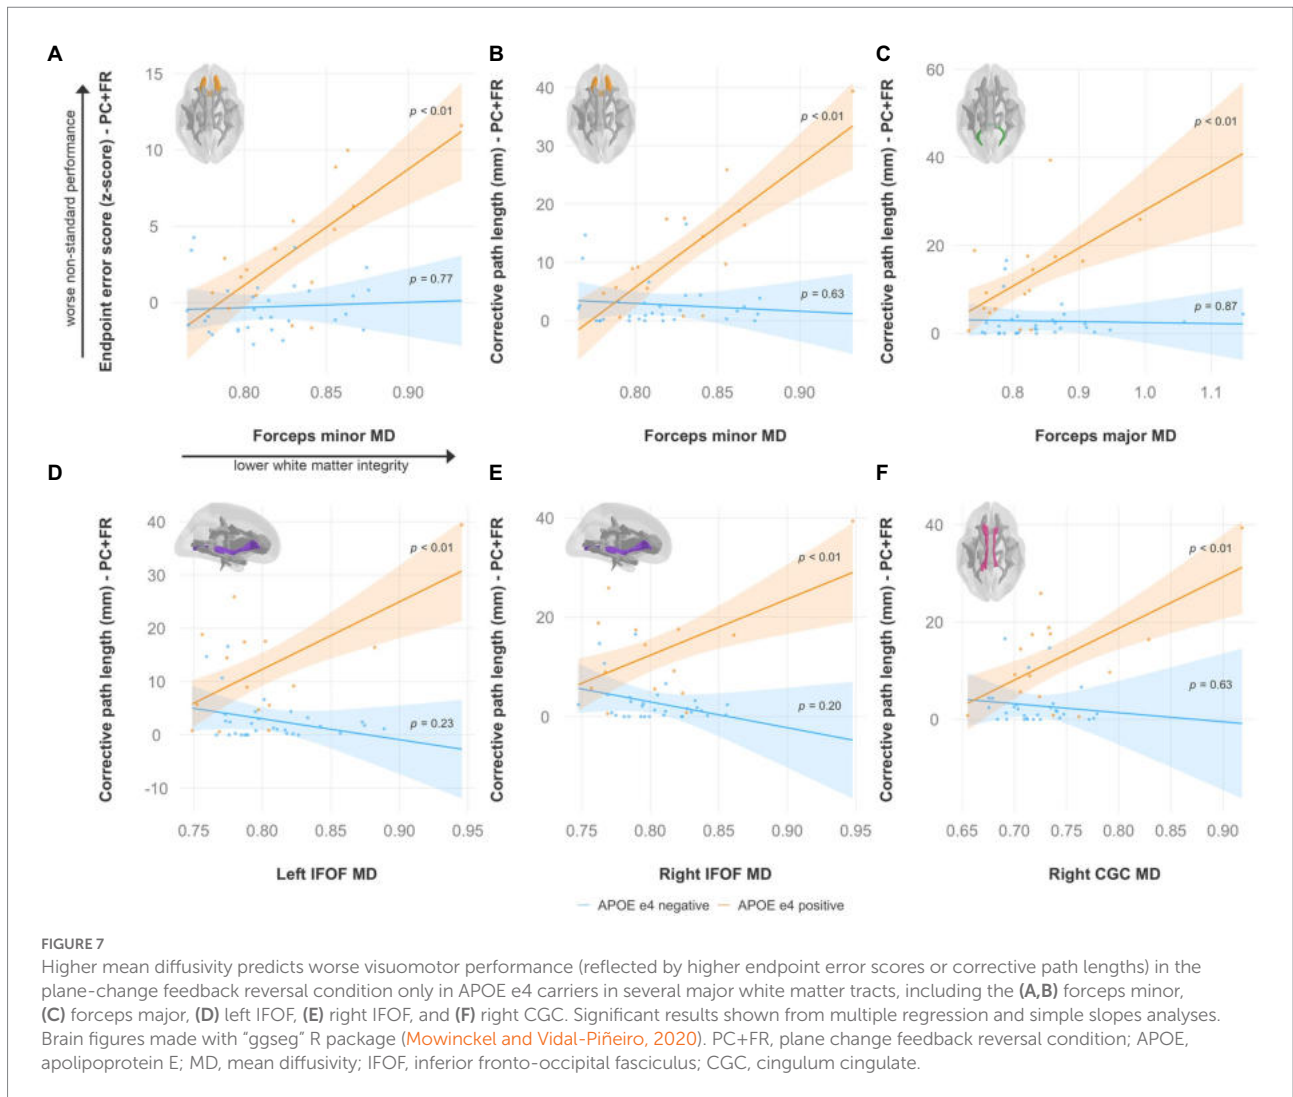 A
B
C
worse non-standard performance
Endpoint error score (z-score) - PC+FR
15
10
5
0
p < 0.01
p = 0.77
0.80
0.85
0.90
Forceps minor MD
Corrective path length (mm) - PC+FR
40
30
20
10
0
p < 0.01
p = 0.63
0.80
0.85
0.90
Forceps minor MD
Corrective path length (mm) - PC+FR
60
40
20
0
p < 0.01
p = 0.87
0.8
0.9
1.0
1.1
Forceps major MD
lower white matter integrity
D
E
F
Corrective path length (mm) - PC+FR
40
30
20
10
0
-10
p < 0.01
p = 0.23
0.75
0.80
0.85
0.90
0.95
Left IFOF MD
Corrective path length (mm) - PC+FR
40
20
0
p < 0.01
p = 0.20
0.75
0.80
0.85
0.90
0.95
Right IFOF MD
Corrective path length (mm) - PC+FR
40
20
0
p < 0.01
p = 0.63
0.65
0.70
0.75
0.80
0.85
0.90
Right CGC MD
APOE e4 negative
APOE e4 positive
FIGURE 7
Higher mean diffusivity predicts worse visuomotor performance (reflected by higher endpoint error scores or corrective path lengths) in the
plane-change feedback reversal condition only in APOE e4 carriers in several major white matter tracts, including the (A,B) forceps minor,
(C) forceps major, (D) left IFOF, (E) right IFOF, and (F) right CGC. Significant results shown from multiple regression and simple slopes analyses.
Brain figures made with “ggseg” R package (Mowinckel and Vidal-Piñeiro, 2020). PC+FR, plane change feedback reversal condition; APOE,
apolipoprotein E; MD, mean diffusivity; IFOF, inferior fronto-occipital fasciculus; CGC, cingulum cingulate.